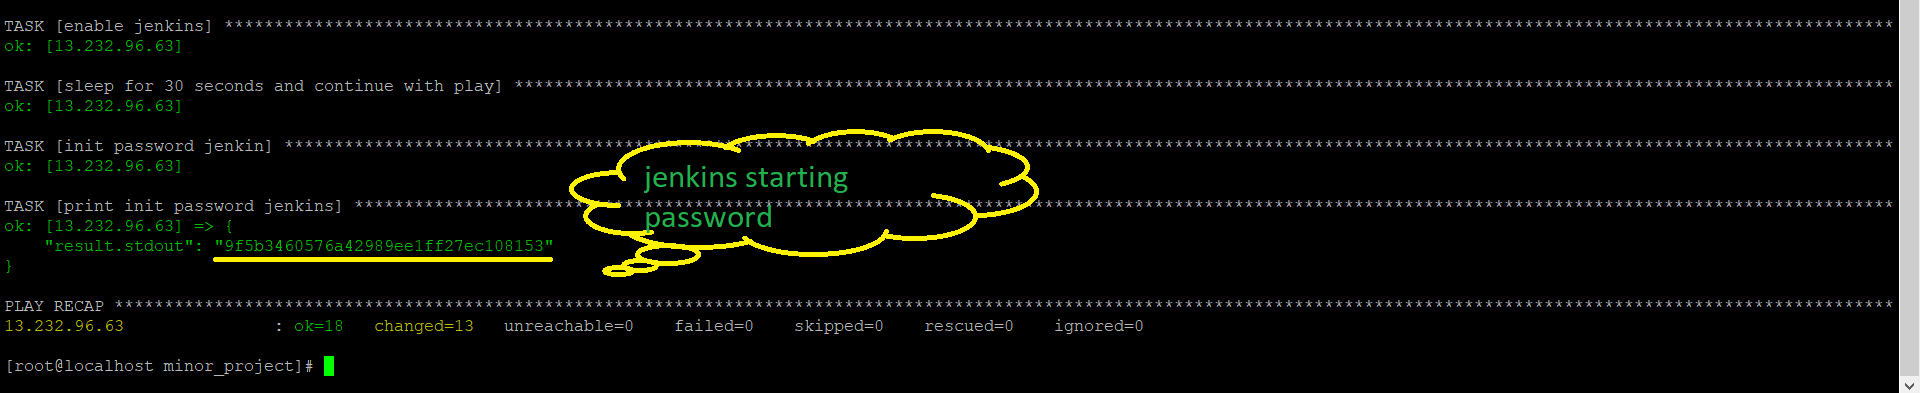 TASK [enable jenkins] ***********************************************************************************************************************************************************************
ok: [13.232.96.63]
TASK [sleep for 30 seconds and continue with play] ******************************************************************************************************************************************
ok: [13.232.96.63]
TASK [init password jenkin] *****************************************************************************************************************************************************************
ok: [13.232.96.63]
jenkins starting
TASK [print init password jenkins] **********************************************************************************************************************************************************
password
ok: [13.232.96.63] => {
    "result.stdout": "9f5b3460576a42989ee1ff27ec108153"
}
PLAY RECAP **********************************************************************************************************************************************************************************
13.232.96.63               : ok=18   changed=13   unreachable=0    failed=0    skipped=0    rescued=0    ignored=0
[root@localhost minor_project]#